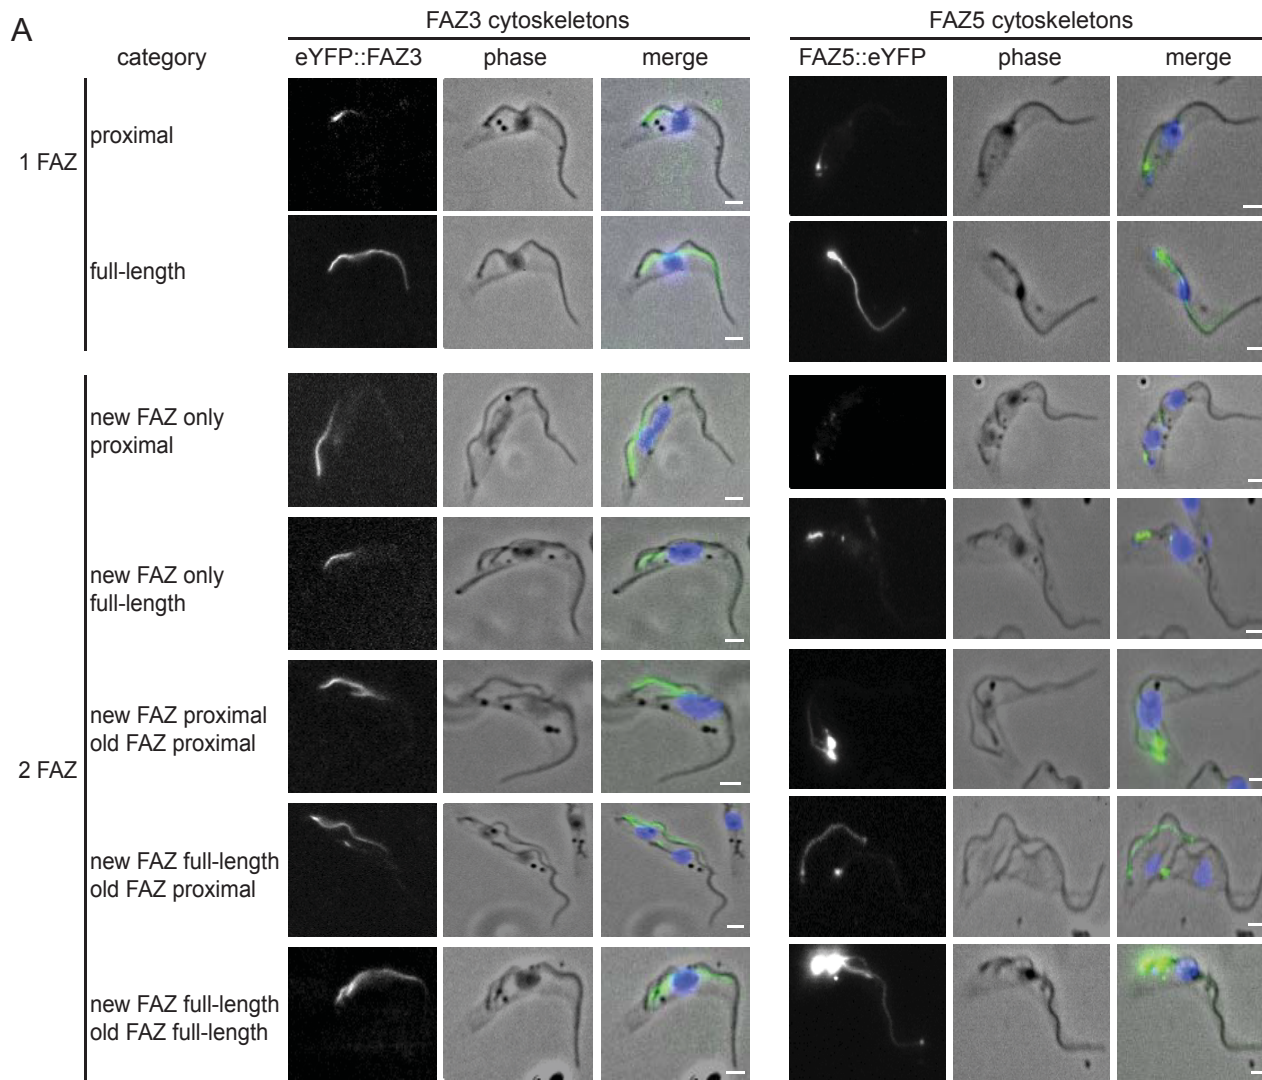 A
FAZ3 cytoskeletons
FAZ5 cytoskeletons
category
eYFP::FAZ3
phase
merge
FAZ5::eYFP
phase
merge
1 FAZ
proximal
full-length
2 FAZ
new FAZ only
proximal
new FAZ only
full-length
new FAZ proximal
old FAZ proximal
new FAZ full-length
old FAZ proximal
new FAZ full-length
old FAZ full-length